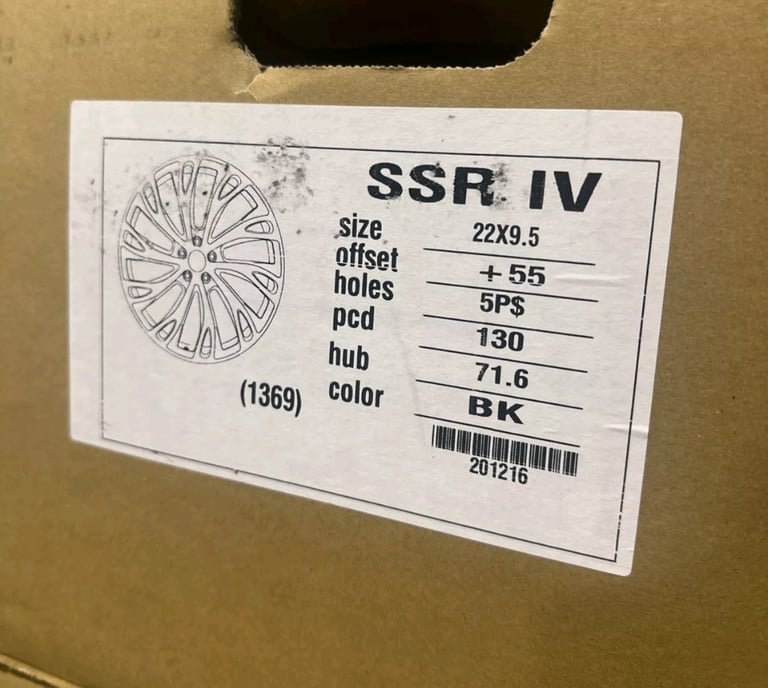 SSR IV
size 22X9.5
offset +55
holes 5P$
pcd 130
hub 71.6
color BK
(1369)
201216